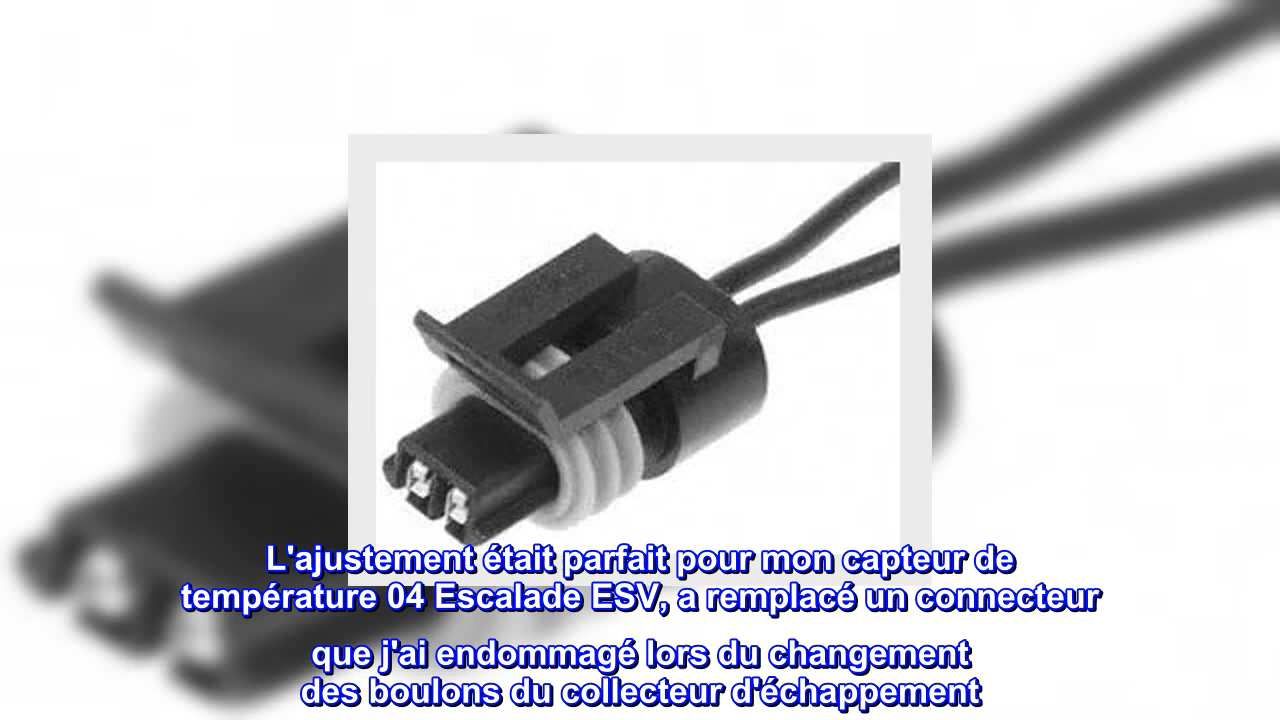 L'ajustement était parfait pour mon capteur de
température 04 Escalade ESV, a remplacé un connecteur
que j'ai endommagé lors du changement
des boulons du collecteur d'échappement